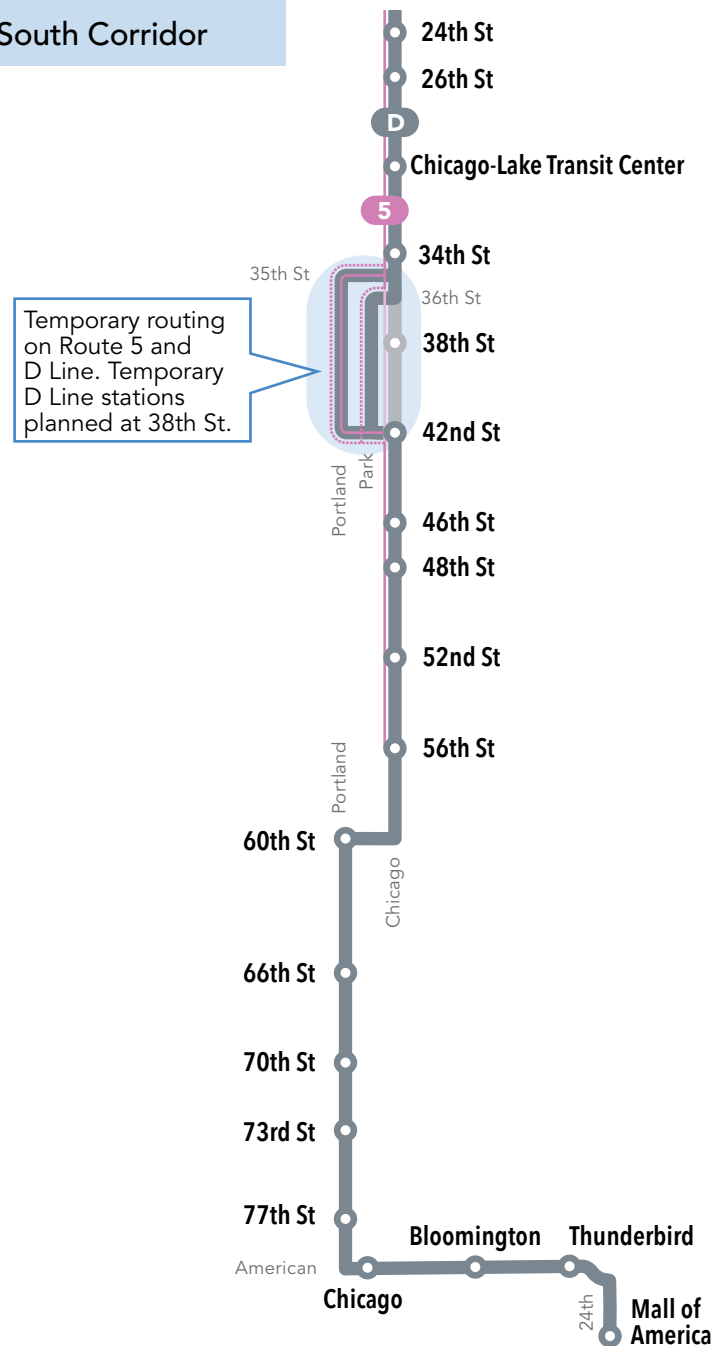 South Corridor
24th St
26th St
D
Chicago-Lake Transit Center
5
34th St
35th St
36th St
Temporary routing
on Route 5 and
D Line. Temporary
D Line stations
planned at 38th St.
38th St
42nd St
Portland
Park
46th St
48th St
52nd St
56th St
Portland
60th St
Chicago
66th St
70th St
73rd St
77th St
Bloomington
Thunderbird
American
Chicago
24th
Mall of
America